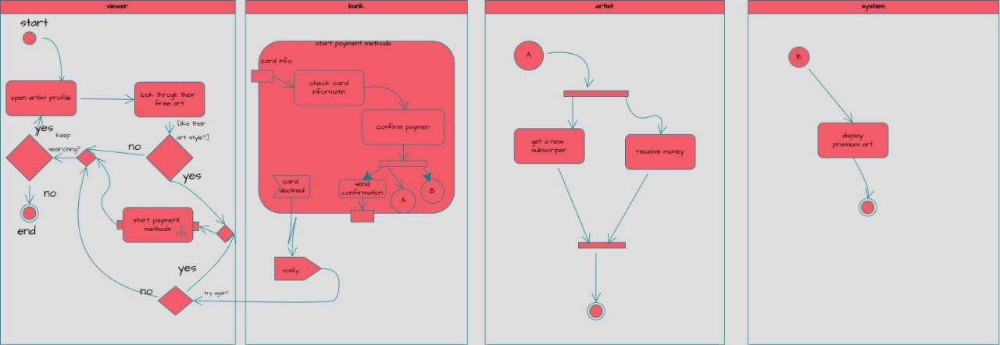 viewer
start
open artist profile
look throgh their
free art
[like their
art style?]
yes
keep
searching?
no
yes
no
end
start payment
methods
yes
no
try again?
bank
start payment methods
card info
check card
informatin
confirm paymen
card
declined
send
confirmation
A
B
notify
artist
A
get a new
subscriper
receive money
system
B
display
premium art